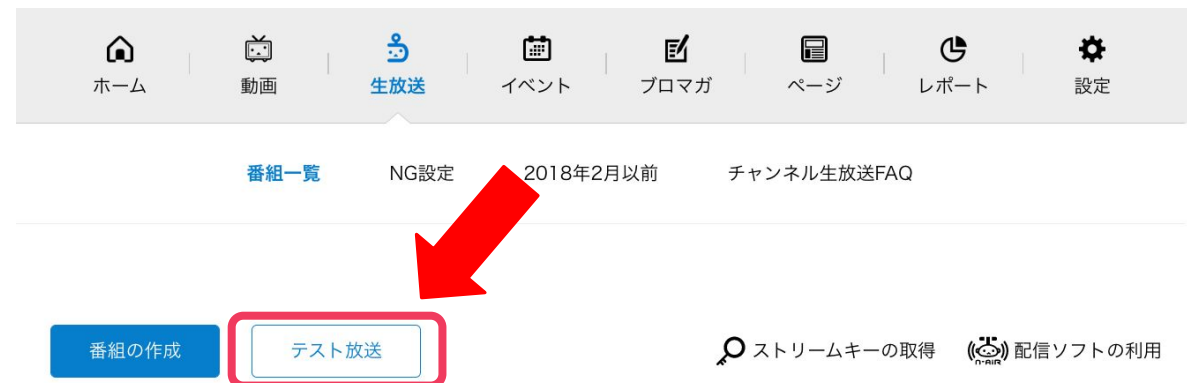 ホーム 動画 生放送 イベント ブロマガ ページ レポート 設定
番組一覧 NG設定 2018年2月以前 チャンネル生放送FAQ
番組の作成 テスト放送 ストリームキーの取得 N-AIR 配信ソフトの利用